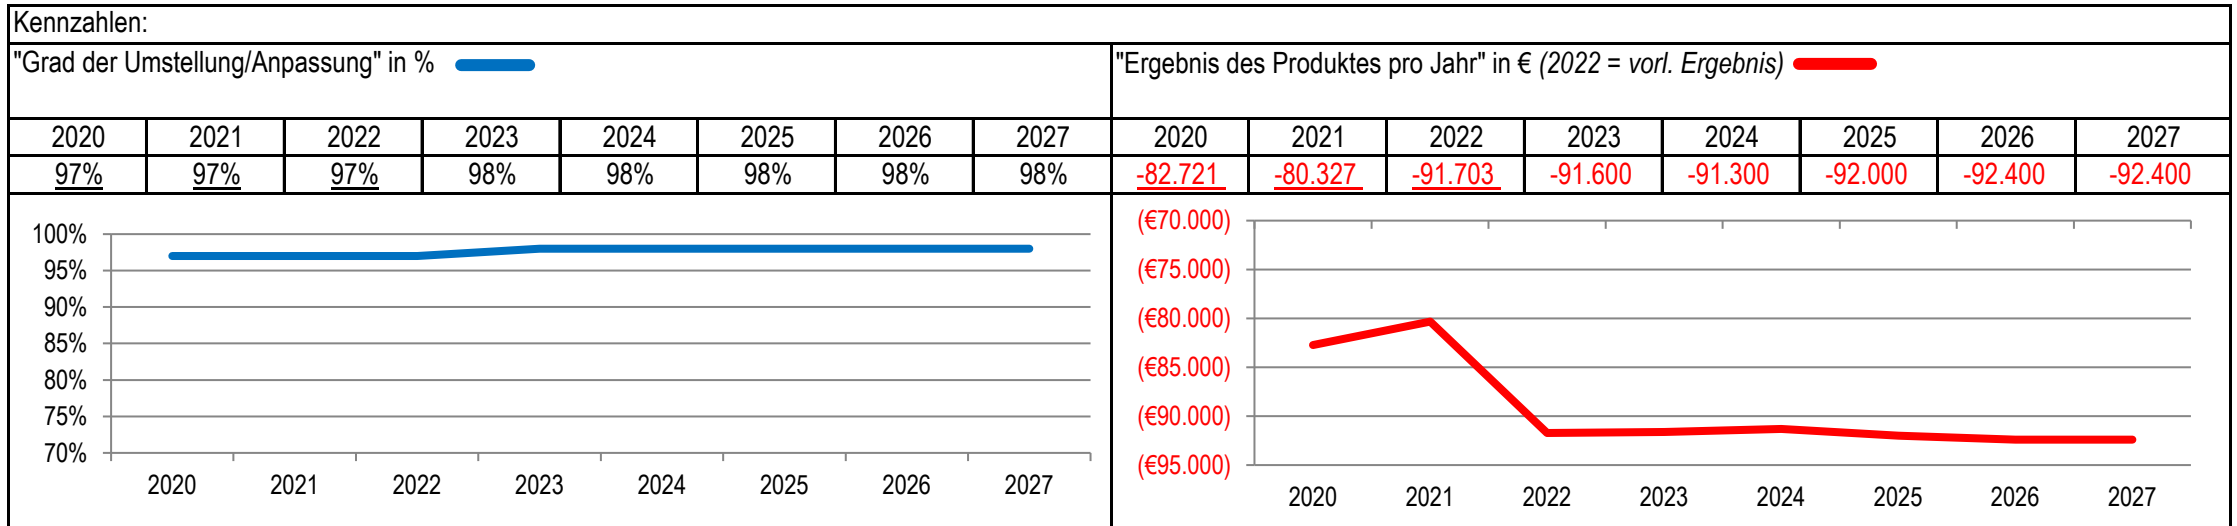 Kennzahlen:
"Grad der Umstellung/Anpassung" in %
"Ergebnis des Produktes pro Jahr" in € (2022 = vorl. Ergebnis)
2020 2021 2022 2023 2024 2025 2026 2027 2020 2021 2022 2023 2024 2025 2026 2027
97% 97% 97% 98% 98% 98% 98% 98% -82.721 -80.327 -91.703 -91.600 -91.300 -92.000 -92.400 -92.400
100%
95%
90%
85%
80%
75%
70%
2020 2021 2022 2023 2024 2025 2026 2027
(€70.000)
(€75.000)
(€80.000)
(€85.000)
(€90.000)
(€95.000)
2020 2021 2022 2023 2024 2025 2026 2027